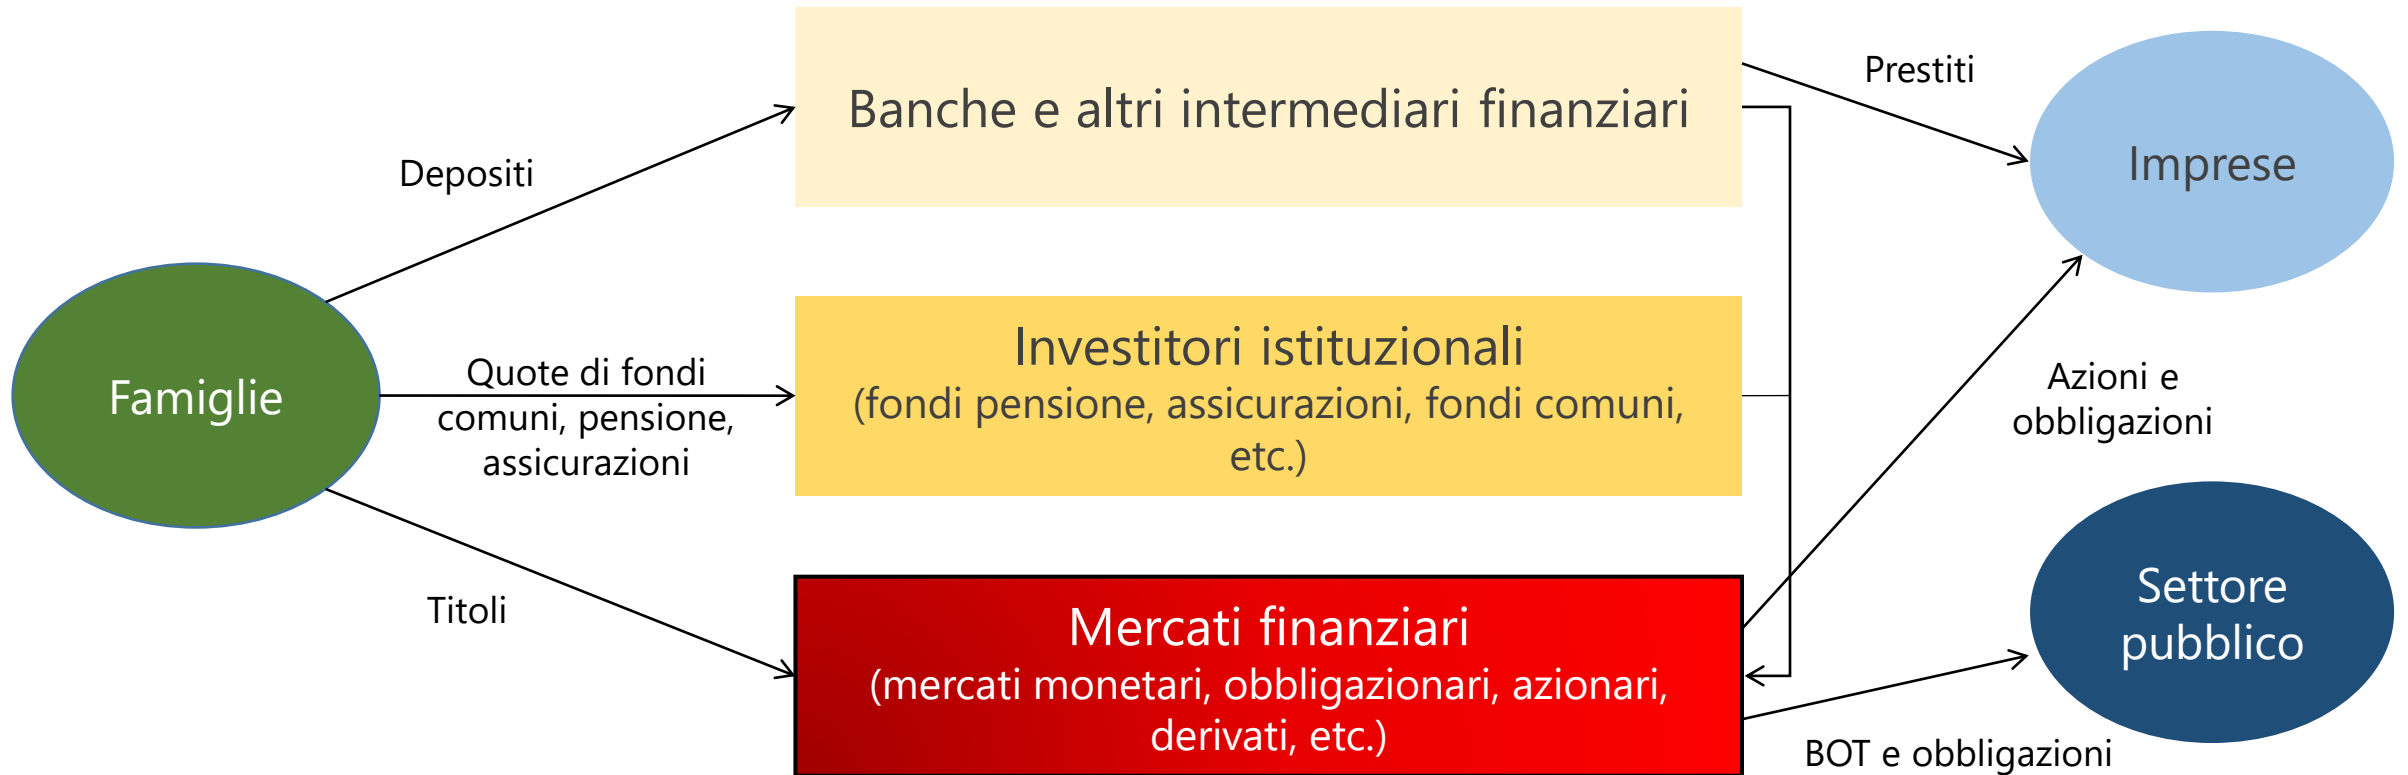 Banche e altri intermediari finanziari
Prestiti
Imprese
Depositi
Famiglie
Quote di fondi
comuni, pensione,
assicurazioni
Investitori istituzionali
(fondi pensione, assicurazioni, fondi comuni,
etc.)
Azioni e
obbligazioni
Titoli
Mercati finanziari
(mercati monetari, obbligazionari, azionari,
derivati, etc.)
Settore
pubblico
BOT e obbligazioni